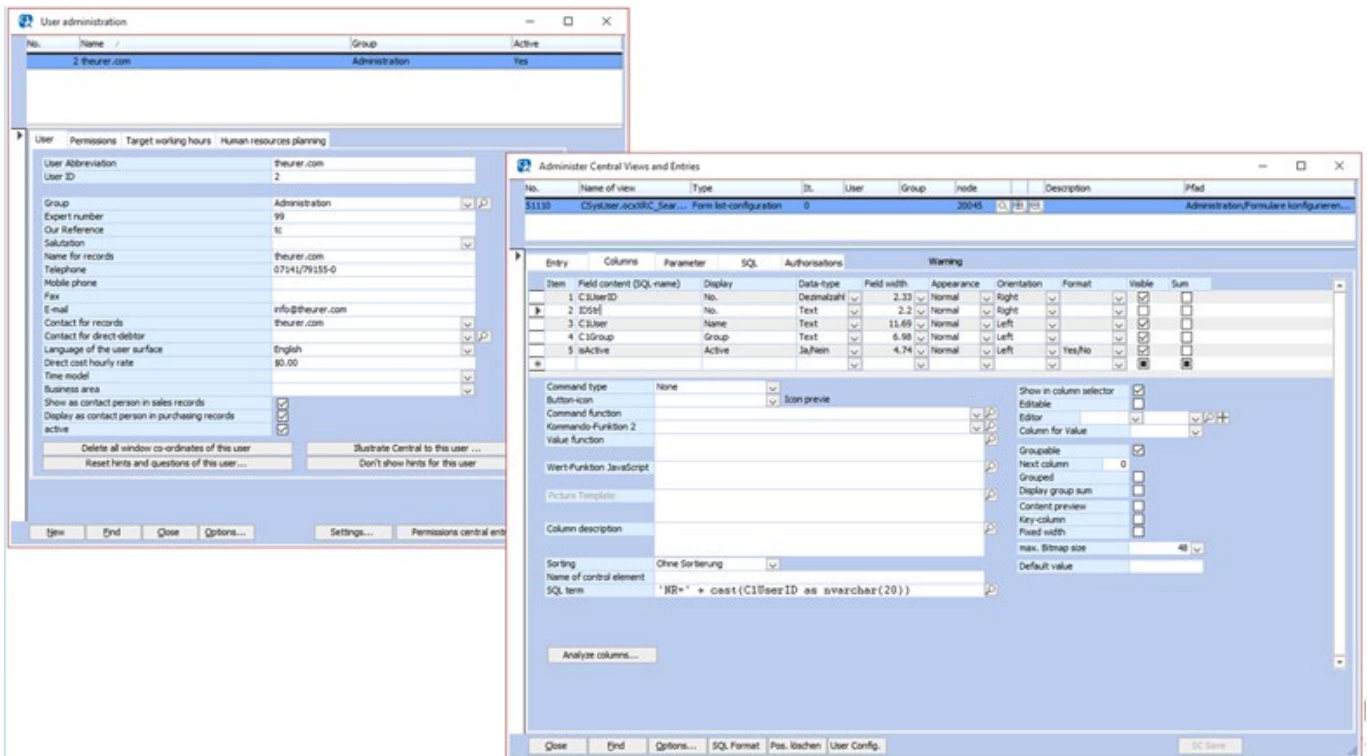 User administration
No. Name / Group Active
2 theurer.com Administration Yes
User Permissions Target working hours Human resources planning
User Abbreviation theurer.com
User ID 2
Group Administration
Expert number 99
Our Reference tc
Salutation
Name for records theurer.com
Telephone 07141/79155-0
Mobile phone
Fax
E-mail info@theurer.com
Contact for records theurer.com
Contact for direct-debtor
Language of the user surface English
Direct cost hourly rate $0.00
Time model
Business area
Show as contact person in sales records
Display as contact person in purchasing records
active
Delete all window co-ordinates of this user Illustrate Central to this user ...
Reset hints and questions of this user... Don't show hints for this user
New Find Close Options... Settings... Permissions central ent
Administer Central Views and Entries
No. Name of view Type It. User Group node Description Pfad
51110 CSysUser.ocx\RC_Sear... Form list-configuration 0 20045 Administration/Formulare konfigurieren...
Entry Columns Parameter SQL Authorisations Warning
Item Field content (SQL-name) Display Data-type Field width Appearance Orientation Format Visible Sum
1 C1UserID No. Dezimalzahl 2.33 Normal Right
2 IDStr No. Text 2.2 Normal Right
3 C1User Name Text 11.69 Normal Left
4 C1Group Group Text 6.98 Normal Left
5 isActive Active Ja/Nein 4.74 Normal Left Yes/No
Command type None
Button-icon Icon previe
Command function
Kommando-Funktion 2
Value function
Wert-Funktion JavaScript
Picture Template
Column description
Sorting Ohne Sortierung
Name of control element
SQL term 'NR=' + cast(C1UserID as nvarchar(20))
Show in column selector
Editable
Editor
Column for Value
Groupable
Next column 0
Grouped
Display group sum
Content preview
Key-column
Fixed width
max. Bitmap size 48
Default value
Analyze columns...
Close Find Options... SQL Format Pos. löschen User Config. SC Save